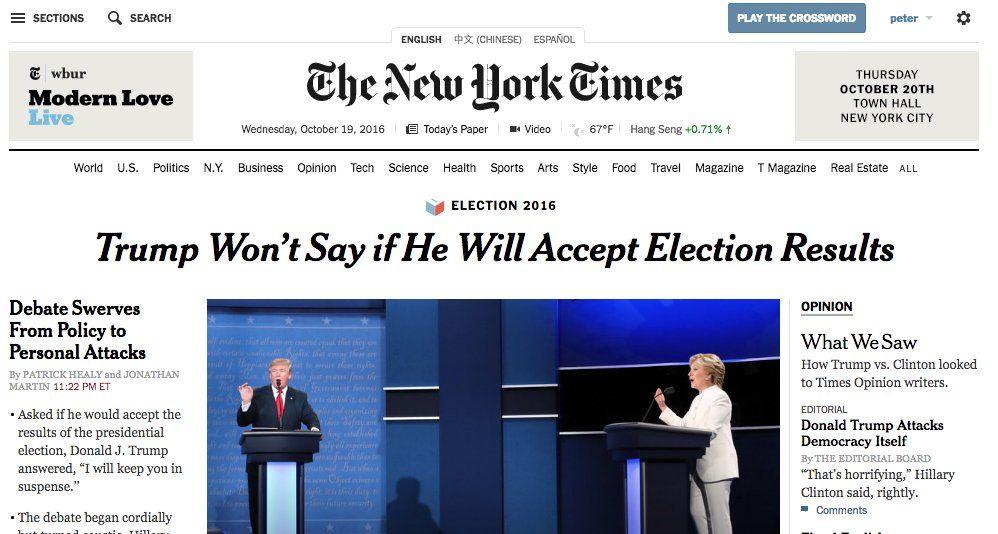 SECTIONS SEARCH PLAY THE CROSSWORD peter
ENGLISH 中文 (CHINESE) ESPAÑOL
T wbur
Modern Love
Live
The New York Times
THURSDAY
OCTOBER 20TH
TOWN HALL
NEW YORK CITY
Wednesday, October 19, 2016 Today's Paper Video 67°F Hang Seng +0.71% ↑
World U.S. Politics N.Y. Business Opinion Tech Science Health Sports Arts Style Food Travel Magazine T Magazine Real Estate ALL
ELECTION 2016
Trump Won't Say if He Will Accept Election Results
Debate Swerves
From Policy to
Personal Attacks
By PATRICK HEALY and JONATHAN
MARTIN 11:22 PM ET
• Asked if he would accept the
results of the presidential
election, Donald J. Trump
answered, “I will keep you in
suspense.”
• The debate began cordially
OPINION
What We Saw
How Trump vs. Clinton looked
to Times Opinion writers.
EDITORIAL
Donald Trump Attacks
Democracy Itself
By THE EDITORIAL BOARD
“That's horrifying,” Hillary
Clinton said, rightly.
Comments